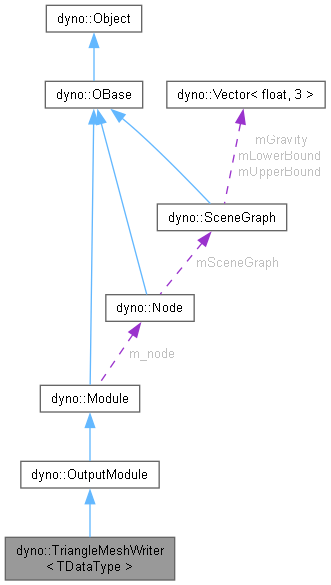 dyno::Object
dyno::OBase
dyno::Vector< float, 3 >
mGravity
mLowerBound
mUpperBound
dyno::SceneGraph
mSceneGraph
dyno::Node
m_node
dyno::Module
dyno::OutputModule
dyno::TriangleMeshWriter
< TDataType >